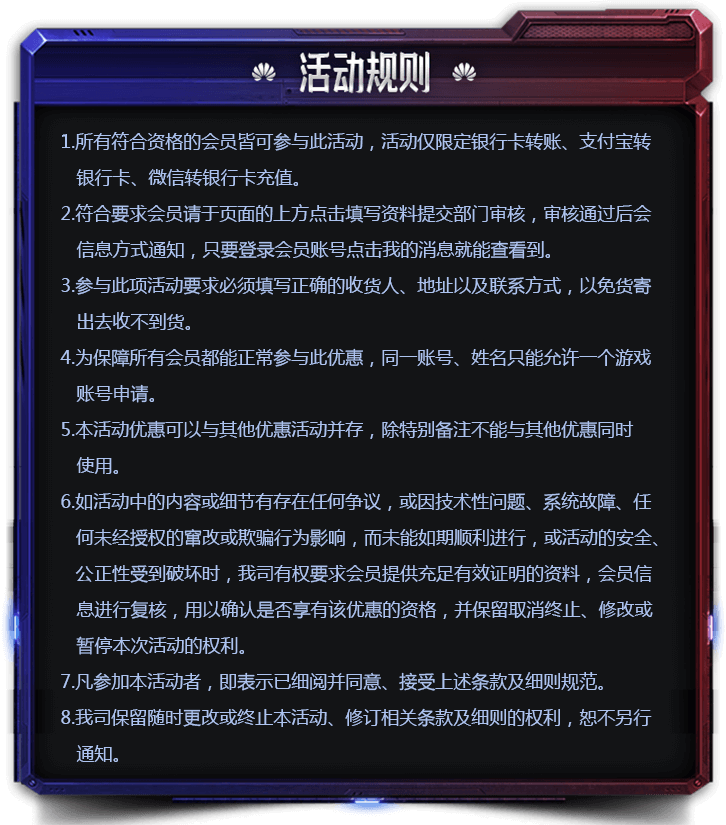 活动规则
1.所有符合资格的会员皆可参与此活动，活动仅限定银行卡转账、支付宝转
银行卡、微信转银行卡充值。
2.符合要求会员请于页面的上方点击填写资料提交部门审核，审核通过后会
信息方式通知，只要登录会员账号点击我的消息就能查看到。
3.参与此项活动要求必须填写正确的收货人、地址以及联系方式，以免货寄
出去收不到货。
4.为保障所有会员都能正常参与此优惠，同一账号、姓名只能允许一个游戏
账号申请。
5.本活动优惠可以与其他优惠活动并存，除特别备注不能与其他优惠同时
使用。
6.如活动中的内容或细节有存在任何争议，或因技术性问题、系统故障、任
何未经授权的窜改或欺骗行为影响，而未能如期顺利进行，或活动的安全、
公正性受到破坏时，我司有权要求会员提供充足有效证明的资料，会员信
息进行复核，用以确认是否享有该优惠的资格，并保留取消终止、修改或
暂停本次活动的权利。
7.凡参加本活动者，即表示已细阅并同意、接受上述条款及细则规范。
8.我司保留随时更改或终止本活动、修订相关条款及细则的权利，恕不另行
通知。